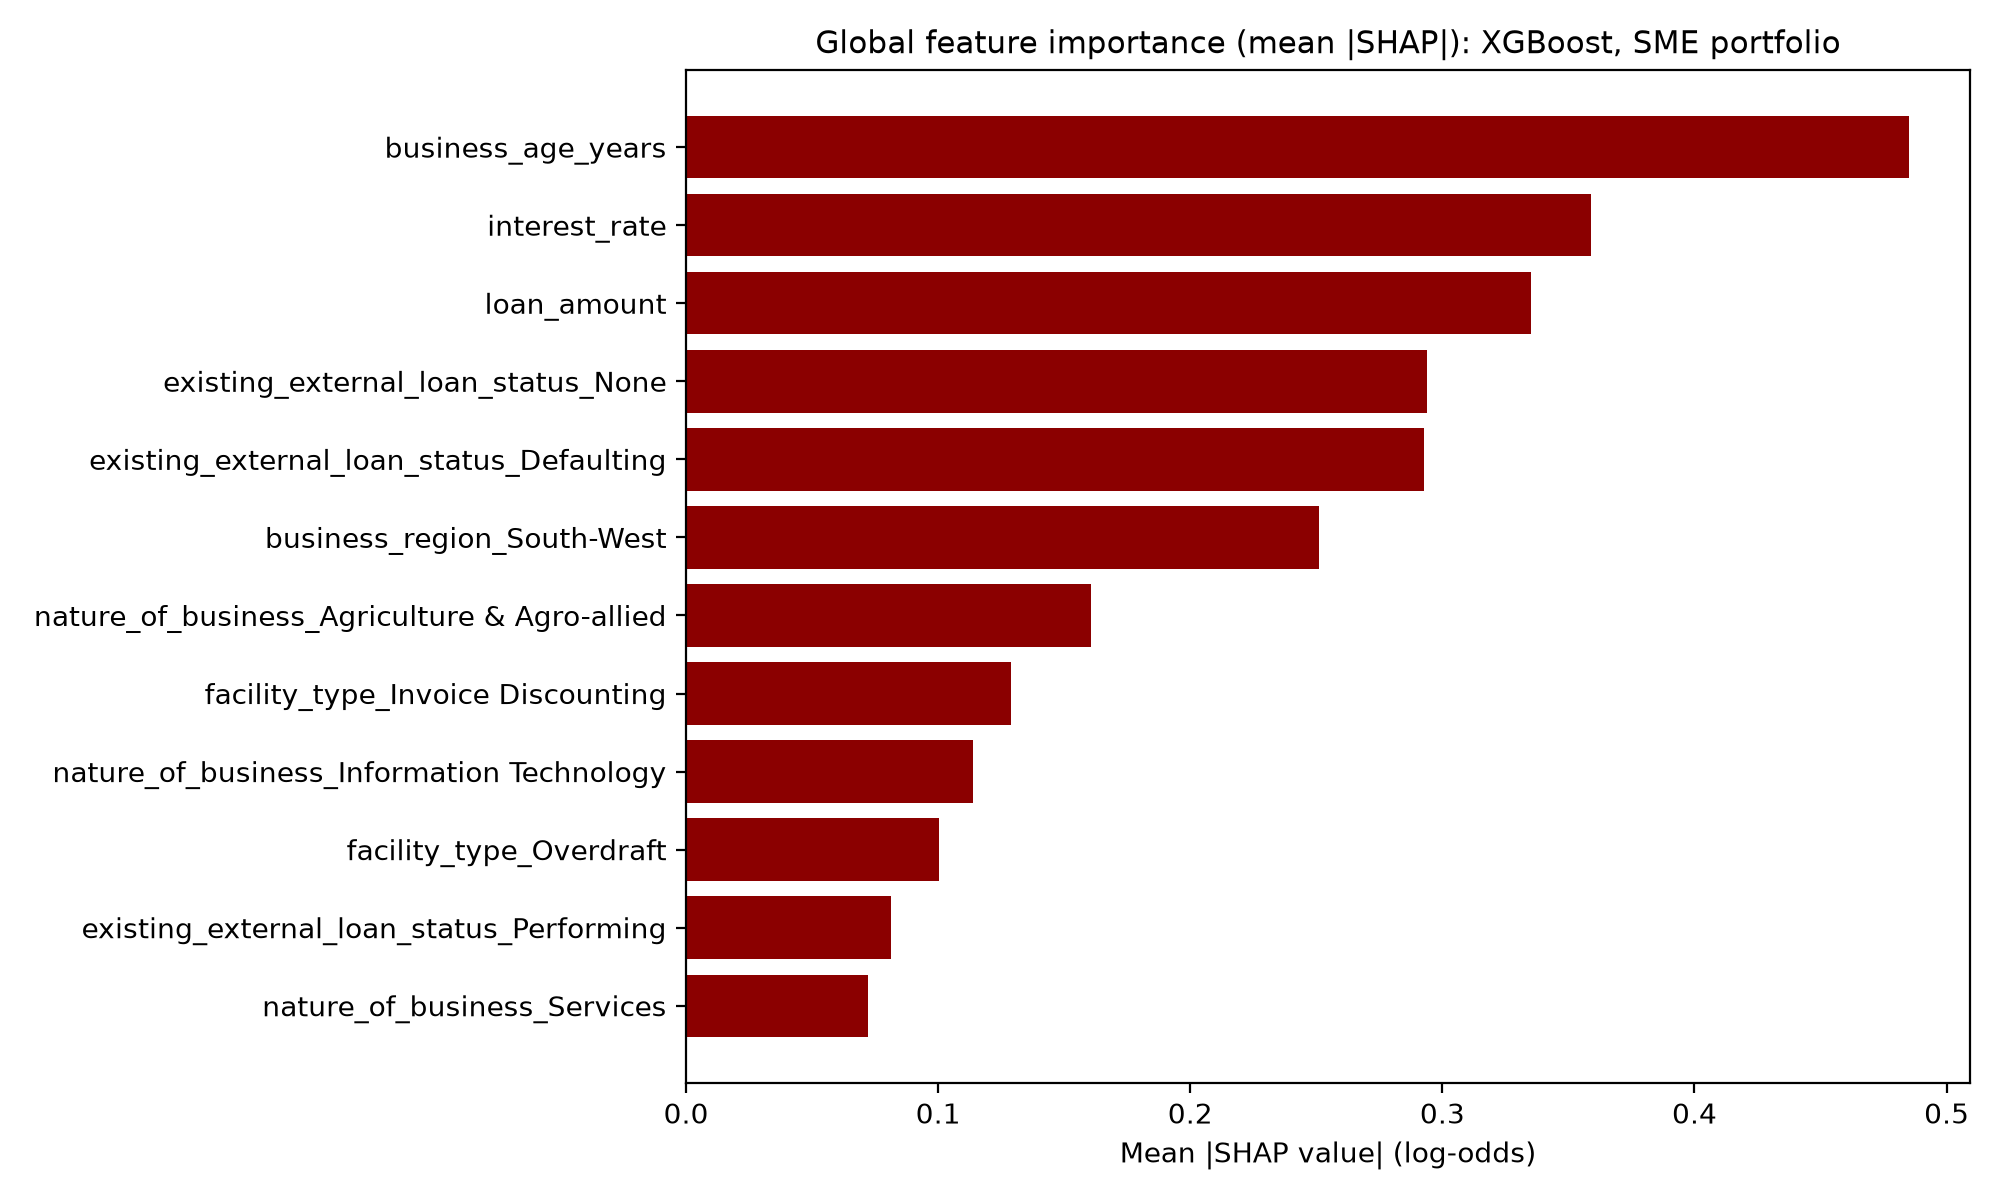 Global feature importance (mean |SHAP|): XGBoost, SME portfolio
business_age_years
interest_rate
loan_amount
existing_external_loan_status_None
existing_external_loan_status_Defaulting
business_region_South-West
nature_of_business_Agriculture & Agro-allied
facility_type_Invoice Discounting
nature_of_business_Information Technology
facility_type_Overdraft
existing_external_loan_status_Performing
nature_of_business_Services
0.0 0.1 0.2 0.3 0.4 0.5
Mean |SHAP value| (log-odds)